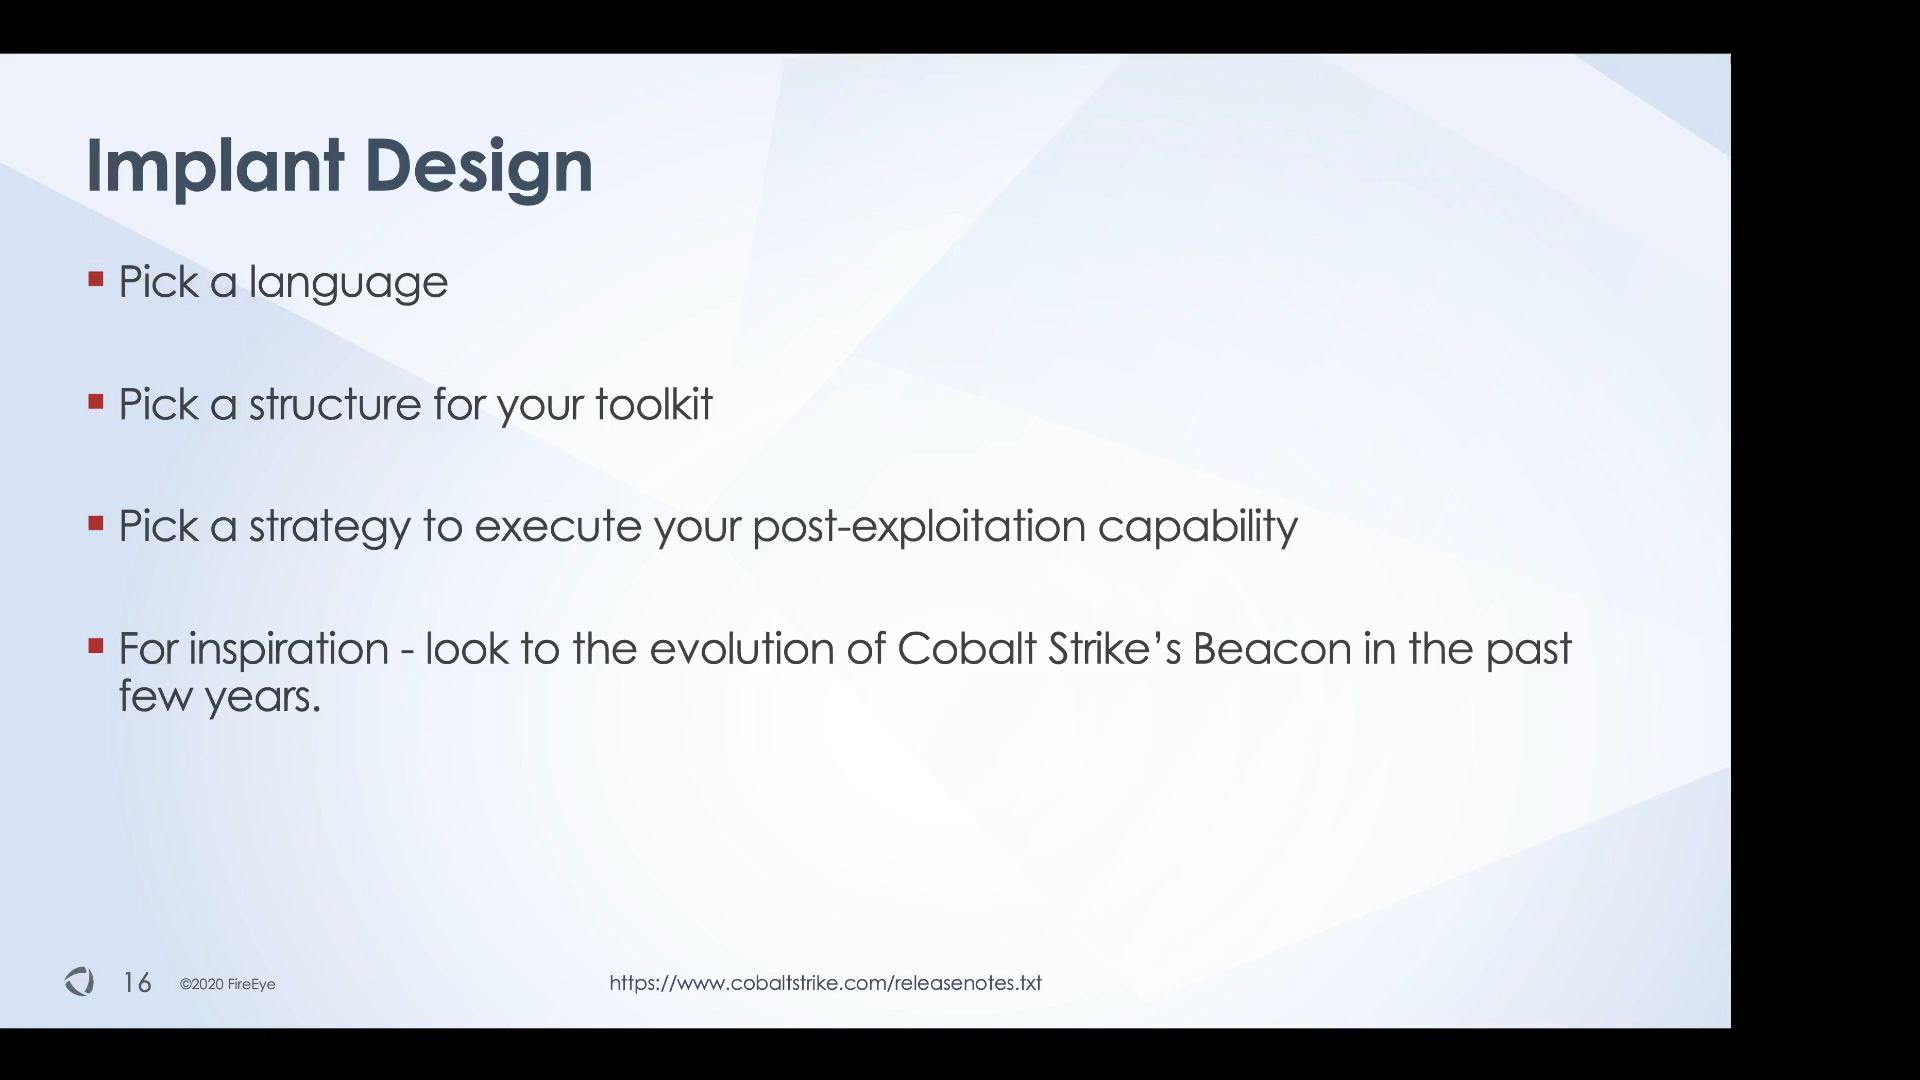 Implant Design
Pick a language
Pick a structure for your toolkit
Pick a strategy to execute your post-exploitation capability
For inspiration - look to the evolution of Cobalt Strike’s Beacon in the past
few years.
16 ©2020 FireEye https://www.cobaltstrike.com/releasenotes.txt